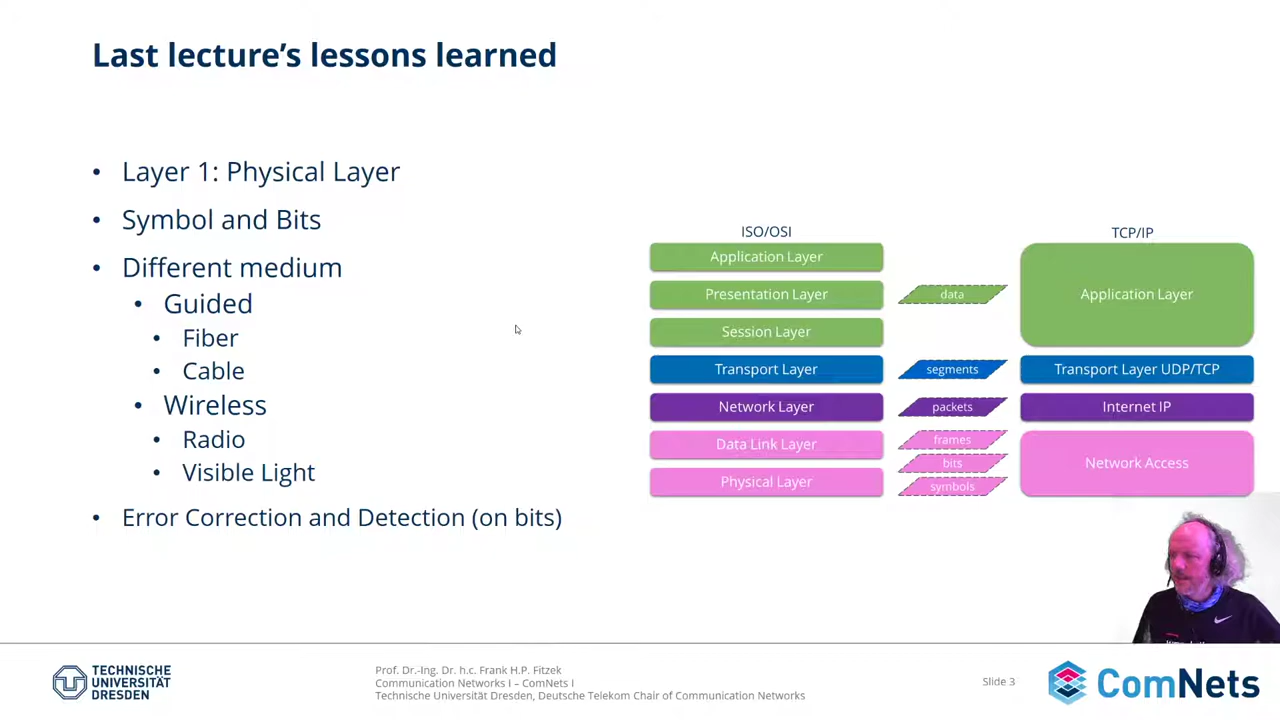 Last lecture's lessons learned
• Layer 1: Physical Layer
• Symbol and Bits
• Different medium
• Guided
• Fiber
• Cable
• Wireless
• Radio
• Visible Light
• Error Correction and Detection (on bits)
ISO/OSI
Application Layer
Presentation Layer
Session Layer
Transport Layer
Network Layer
Data Link Layer
Physical Layer
data
segments
packets
frames
bits
symbols
TCP/IP
Application Layer
Transport Layer UDP/TCP
Internet IP
Network Access
TECHNISCHE
UNIVERSITÄT
DRESDEN
Prof. Dr.-Ing. Dr. h.c. Frank H.P. Fitzek
Communication Networks I – ComNets I
Technische Universität Dresden, Deutsche Telekom Chair of Communication Networks
Slide 3
ComNets